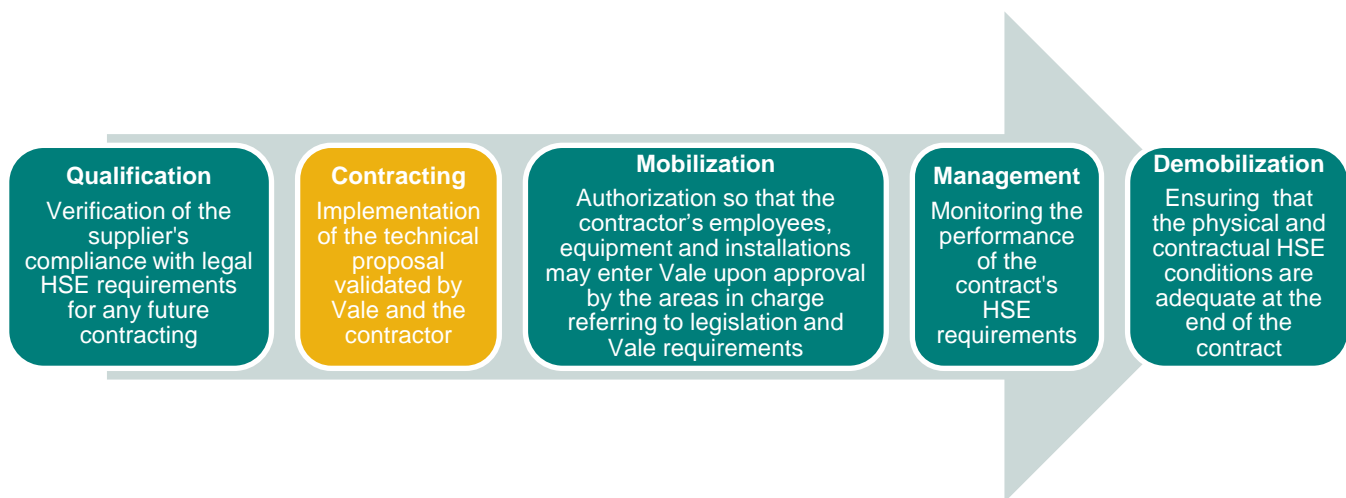 Qualification
Verification of the
supplier's
compliance with legal
HSE requirements
for any future
contracting
Contracting
Implementation
of the technical
proposal
validated by
Vale and the
contractor
Mobilization
Authorization so that the
contractor’s employees,
equipment and installations
may enter Vale upon approval
by the areas in charge
referring to legislation and
Vale requirements
Management
Monitoring the
performance
of the
contract's
HSE
requirements
Demobilization
Ensuring that
the physical and
contractual HSE
conditions are
adequate at the
end of the
contract